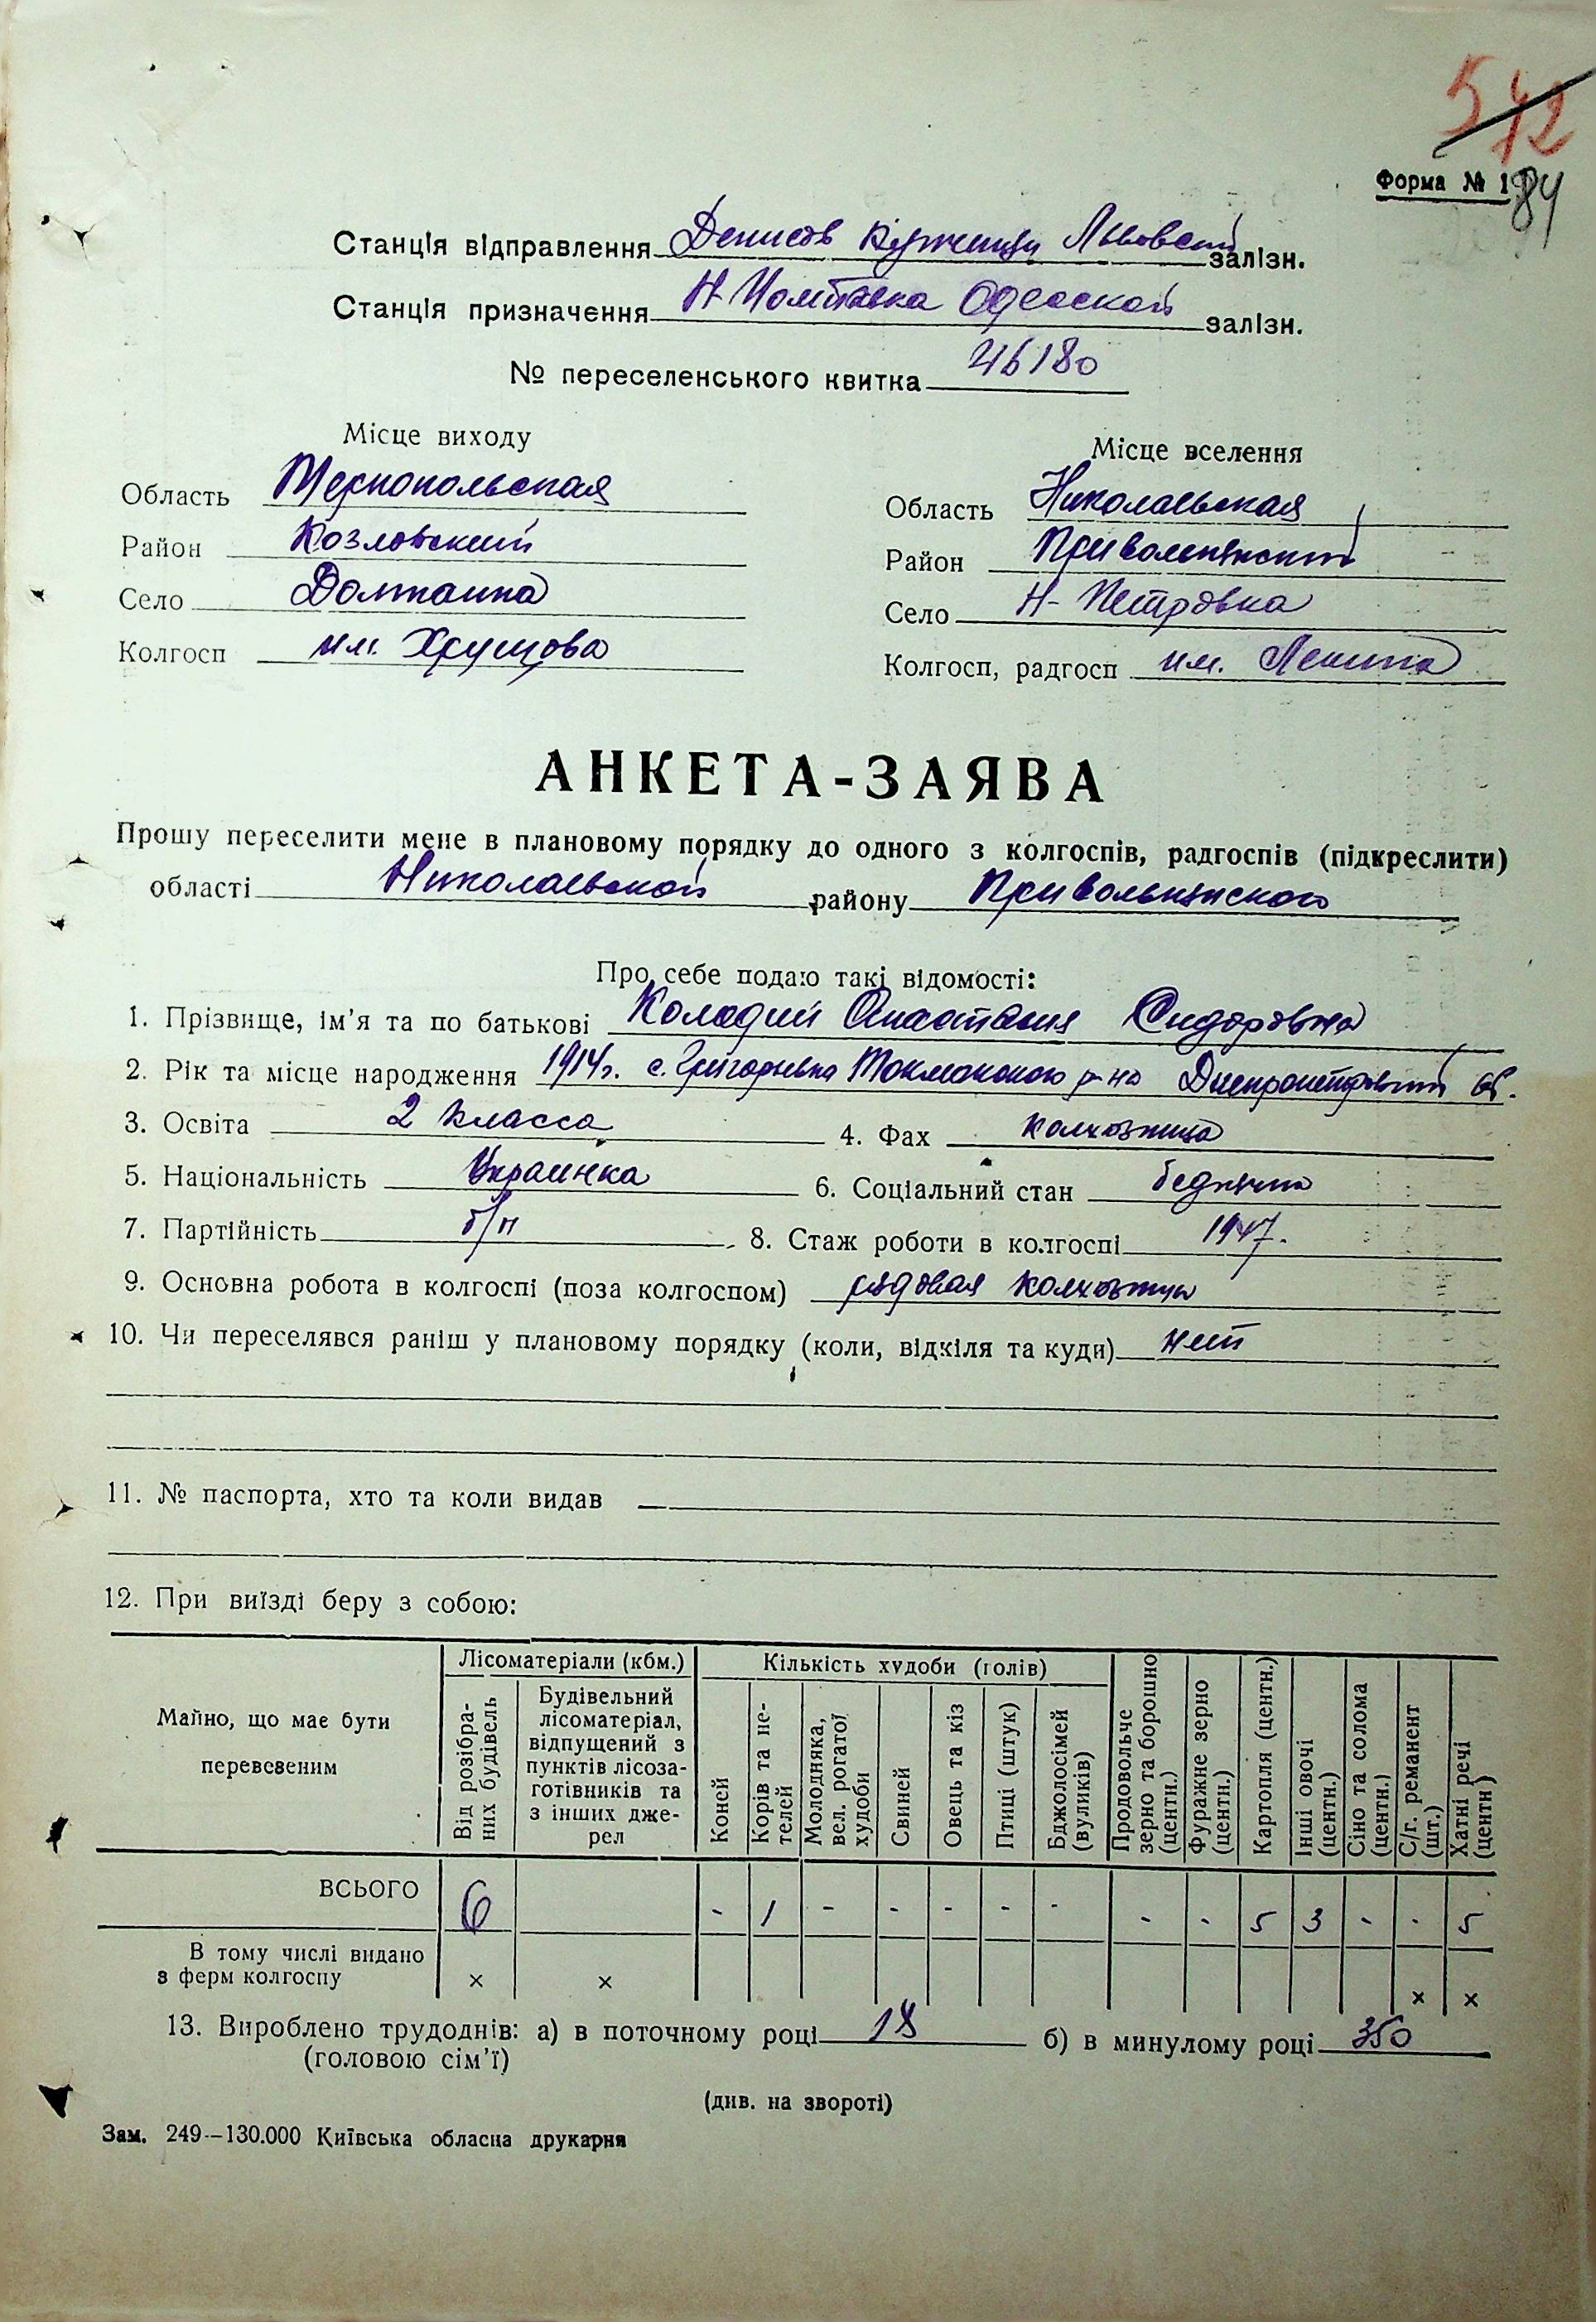 572
Форма № 1
84
Станція відправлення Денисов Купчинцы Львовской залізн.
Станція призначення Н-Полтавка Одесской залізн.
№ переселенського квитка 46180
Місце виходу
Область Тернопольская
Район Козловский
Село Долнанка
Колгосп им. Хрущова
Місце вселення
Область Николаевская
Район Привольнянский
Село Н-Петровка
Колгосп, радгосп им. Ленина
АНКЕТА-ЗАЯВА
Прошу переселити мене в плановому порядку до одного з колгоспів, радгоспів (підкреслити)
області Николаевской району Привольнянского
Про себе подаю такі відомості:
1. Прізвище, ім'я та по батькові Колодий Анастасия Сидоровна
2. Рік та місце народження 1914г. с. Григорьевка Токмакского р-на Днепропетровской об.
3. Освіта 2 класса 4. Фах колхозница
5. Національність Украинка 6. Соціальний стан беднячка
7. Партійність б/п 8. Стаж роботи в колгоспі 1947.
9. Основна робота в колгоспі (поза колгоспом) рядовая колхозница
10. Чи переселявся раніш у плановому порядку (коли, відкіля та куди) нет
11. № паспорта, хто та коли видав —
12. При виїзді беру з собою:
Майно, що має бути перевезеним
Лісоматеріали (кбм.)
Від розібраних будівель
Будівельний лісоматеріал, відпущений з пунктів лісозаготівників та з інших джерел
Кількість худоби (голів)
Коней
Корів та нетелей
Молодняка, вел. рогатої худоби
Свиней
Овець та кіз
Птиці (штук)
Бджолосімей (вуликів)
Продовольче зерно та борошно (центн.)
Фуражне зерно (центн.)
Картопля (центн.)
Інші овочі (центн.)
Сіно та солома (центн.)
С/г. реманент (шт.)
Хатні речі (центн)
ВСЬОГО 6 - 1 - - - - - - - 5 3 - - 5
В тому числі видано
з ферм колгоспу × × × ×
13. Вироблено трудоднів: а) в поточному році 18 б) в минулому році 350
(головою сім'ї)
(див. на звороті)
Зам. 249—130.000 Київська обласна друкарня